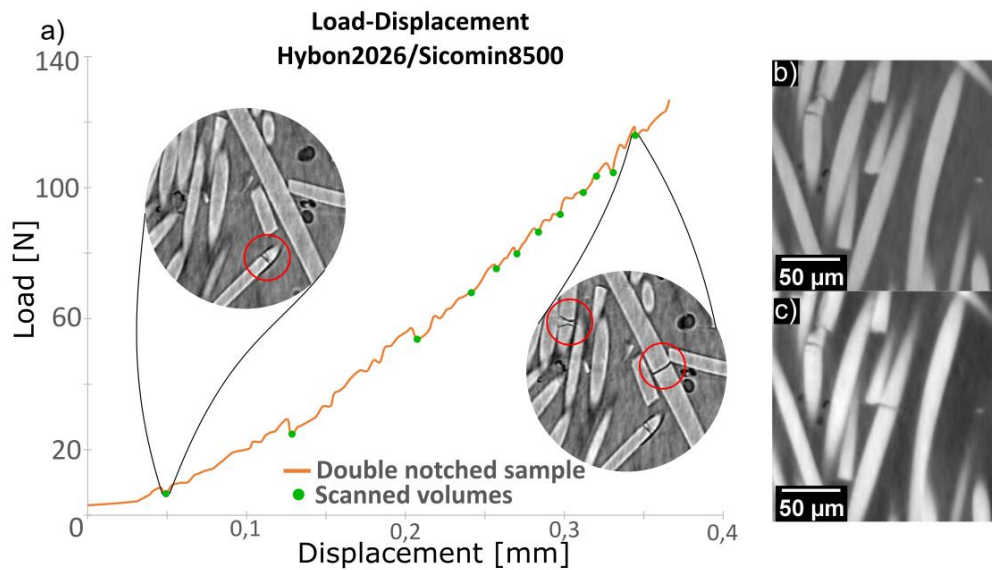 a)
Load-Displacement
Hybon2026/Sicomin8500
140
100
60
20
0
0,1
0,2
0,3
0,4
Load [N]
Displacement [mm]
Double notched sample
Scanned volumes
b)
50 µm
c)
50 µm